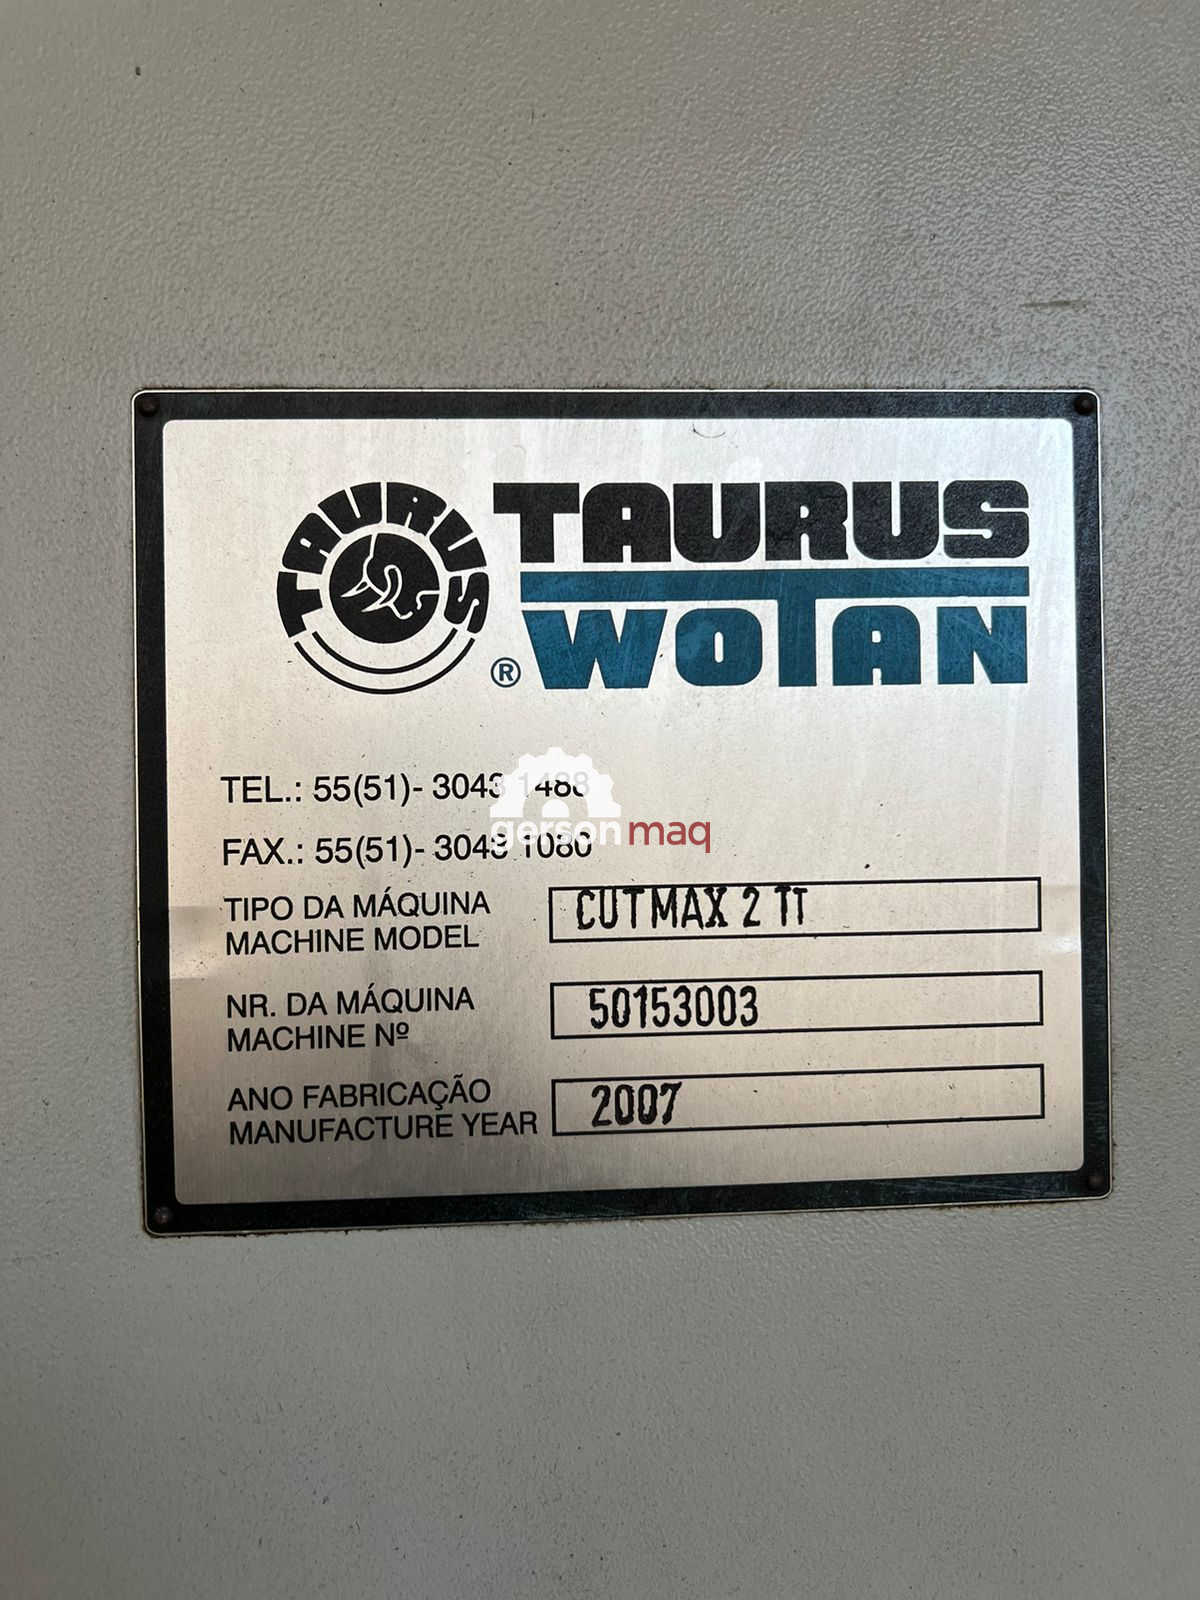 TAURUS
TAURUS
WOTAN
®
TEL.: 55(51)- 3043 1488
FAX.: 55(51)- 3043 1080
gerson maq
TIPO DA MÁQUINA
MACHINE MODEL
CUTMAX 2 TT
NR. DA MÁQUINA
MACHINE Nº
50153003
ANO FABRICAÇÃO
MANUFACTURE YEAR
2007